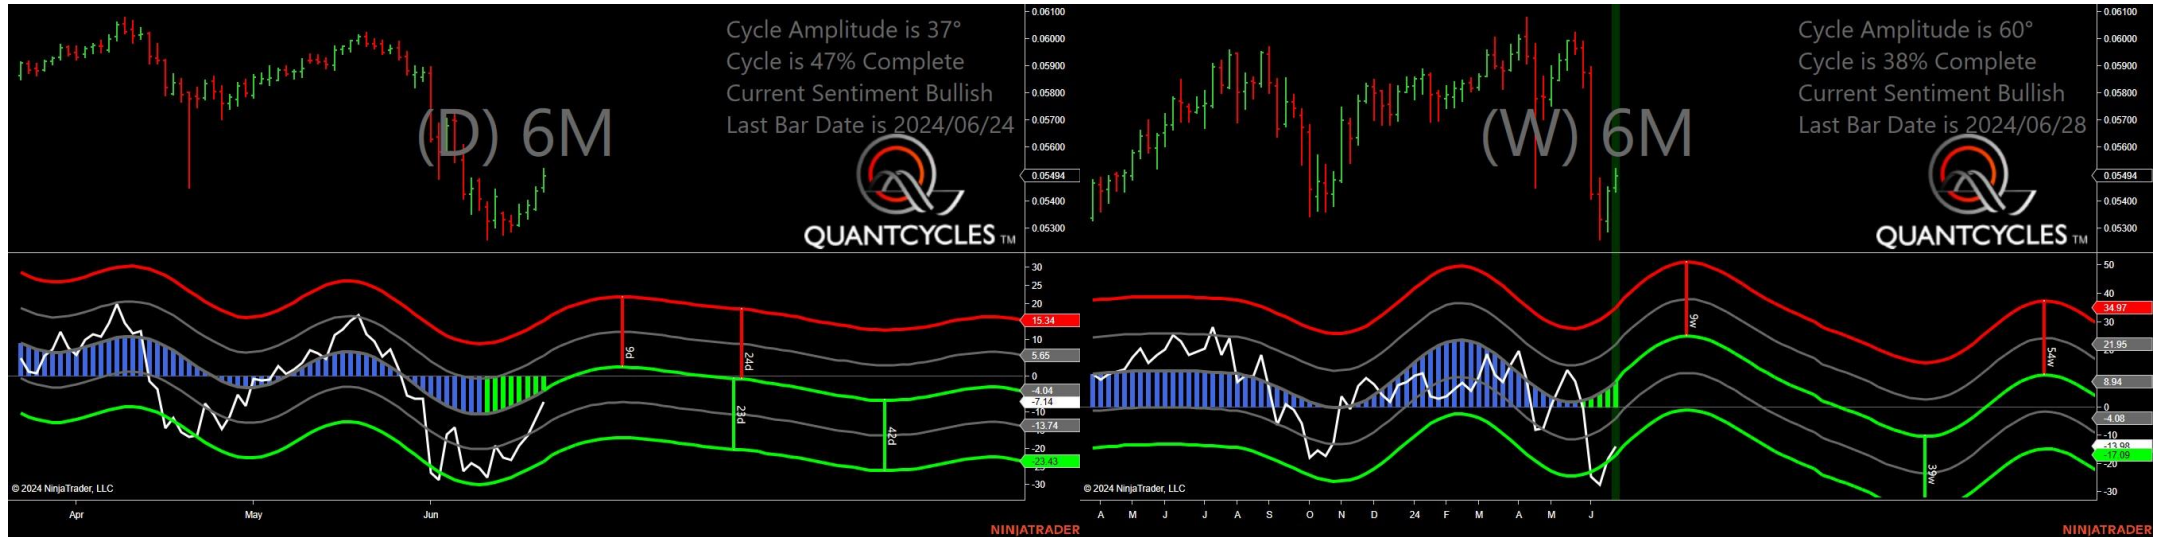 Cycle Amplitude is 37°
Cycle is 47% Complete
Current Sentiment Bullish
Last Bar Date is 2024/06/24
(D) 6M
QUANTCYCLES TM
0.06100
0.06000
0.05900
0.05800
0.05700
0.05600
0.05494
0.05400
0.05300
30
25
20
15.34
10
5.65
0
-4.04
-7.14
-10
-13.74
-20
-23.43
-30
9d
24d
23d
42d
© 2024 NinjaTrader, LLC
Apr May Jun
NINJATRADER
Cycle Amplitude is 60°
Cycle is 38% Complete
Current Sentiment Bullish
Last Bar Date is 2024/06/28
(W) 6M
QUANTCYCLES TM
0.06100
0.06000
0.05900
0.05800
0.05700
0.05600
0.05494
0.05400
0.05300
50
40
34.97
30
21.95
8.94
0
-4.08
-10
-13.98
-17.09
-20
-30
9w
54w
39w
© 2024 NinjaTrader, LLC
A M J J A S O N D 24 F M A M J
NINJATRADER